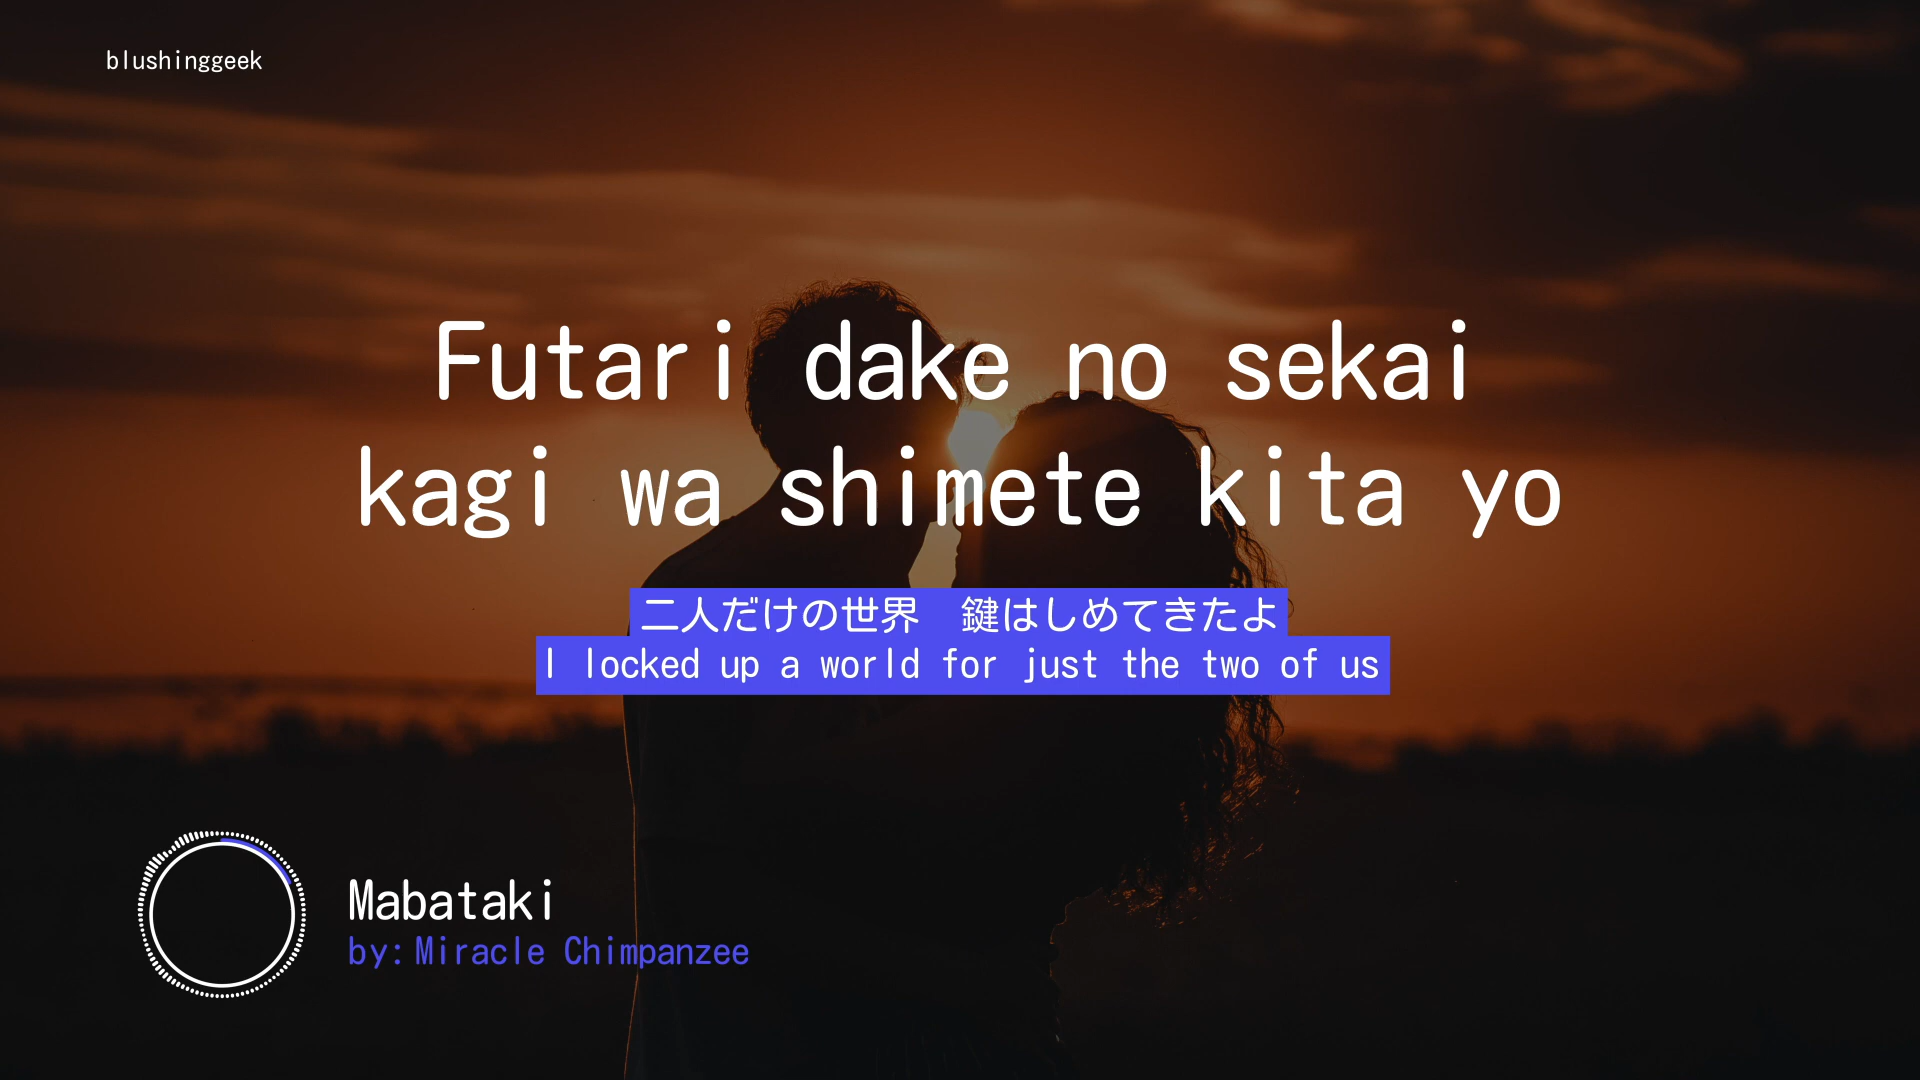 blushinggeek
Futari dake no sekai
kagi wa shimete kita yo
二人だけの世界　鍵はしめてきたよ
I locked up a world for just the two of us
Mabataki
by: Miracle Chimpanzee